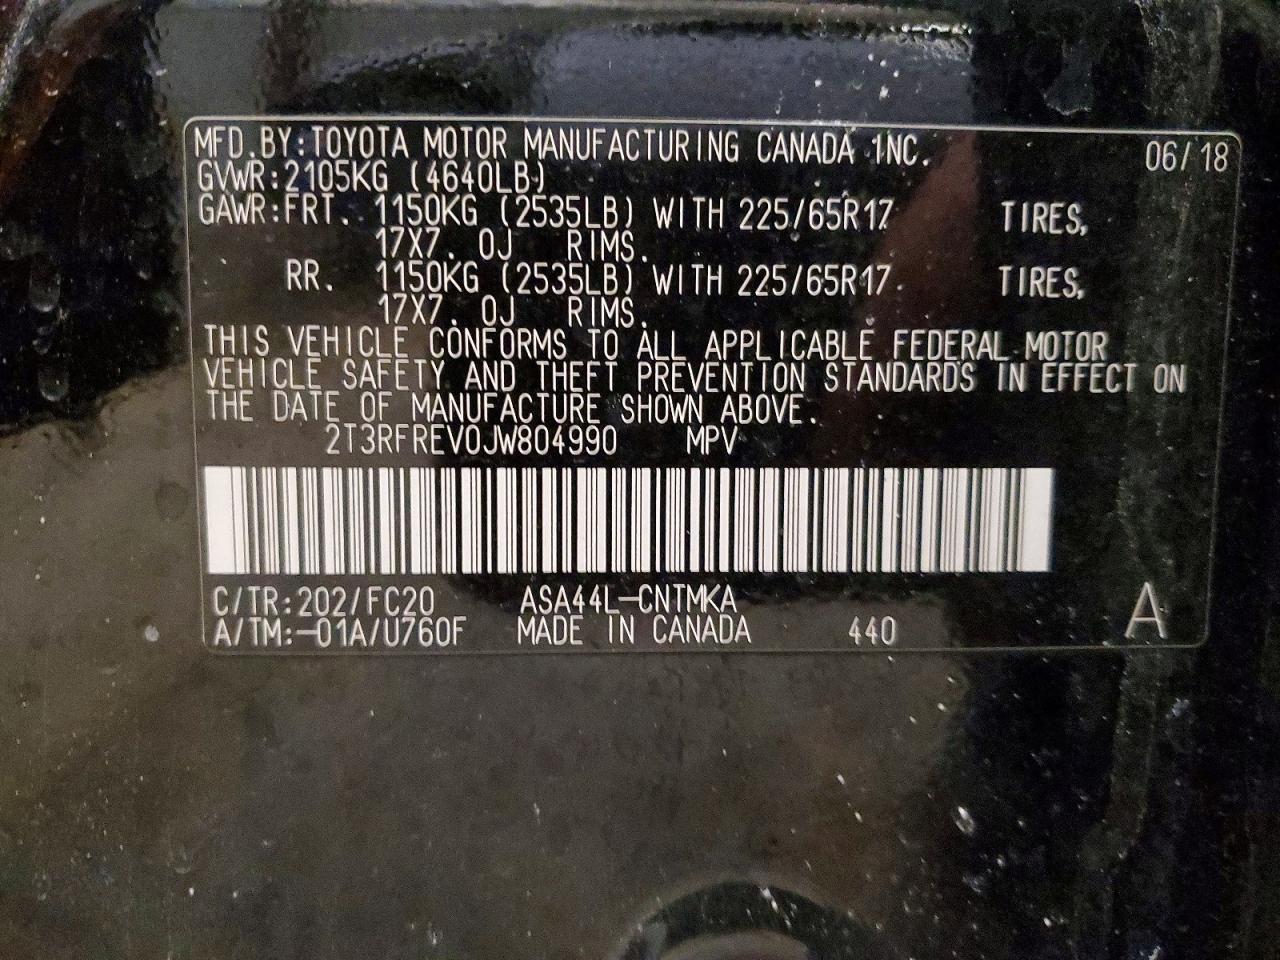 MFD.BY:TOYOTA MOTOR MANUFACTURING CANADA INC. 06/18
GVWR:2105KG (4640LB)
GAWR:FRT. 1150KG (2535LB) WITH 225/65R17 TIRES,
17X7.0J RIMS.
RR. 1150KG (2535LB) WITH 225/65R17 TIRES,
17X7.0J RIMS.
THIS VEHICLE CONFORMS TO ALL APPLICABLE FEDERAL MOTOR
VEHICLE SAFETY AND THEFT PREVENTION STANDARDS IN EFFECT ON
THE DATE OF MANUFACTURE SHOWN ABOVE.
2T3RFREV0JW804990 MPV
C/TR:202/FC20 ASA44L-CNTMKA A
A/TM:-01A/U760F MADE IN CANADA 440